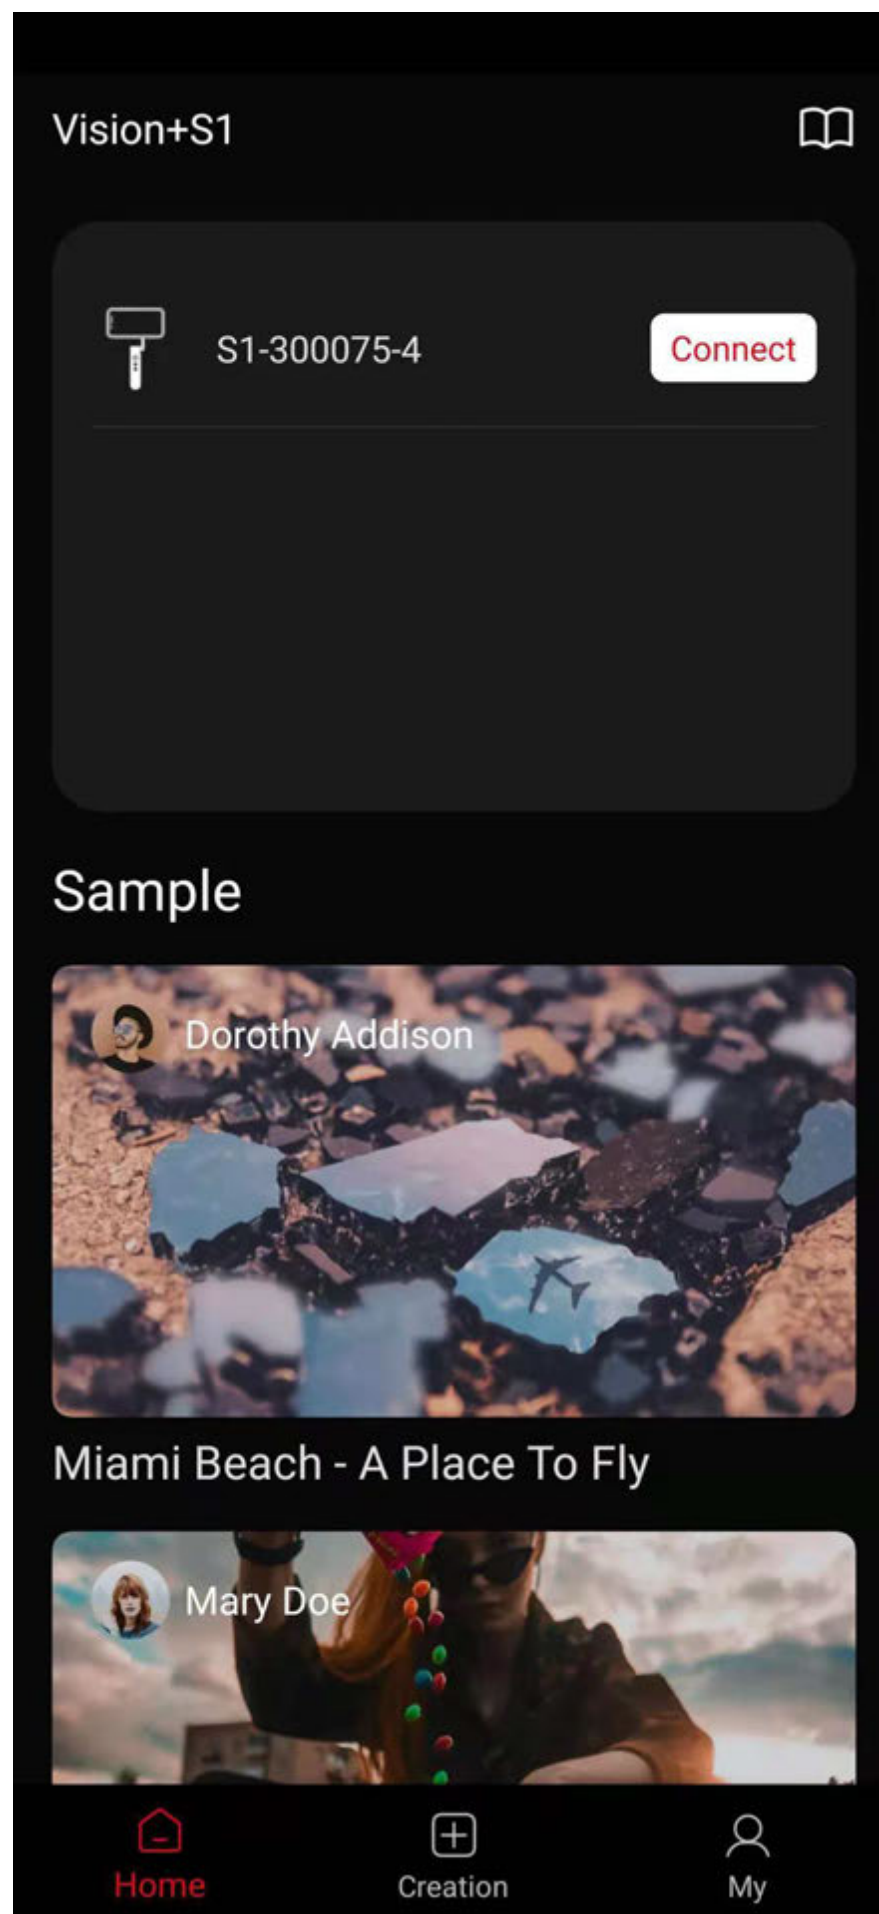 Vision+S1
S1-300075-4
Connect
Sample
Dorothy Addison
Miami Beach - A Place To Fly
Mary Doe
Home
Creation
My